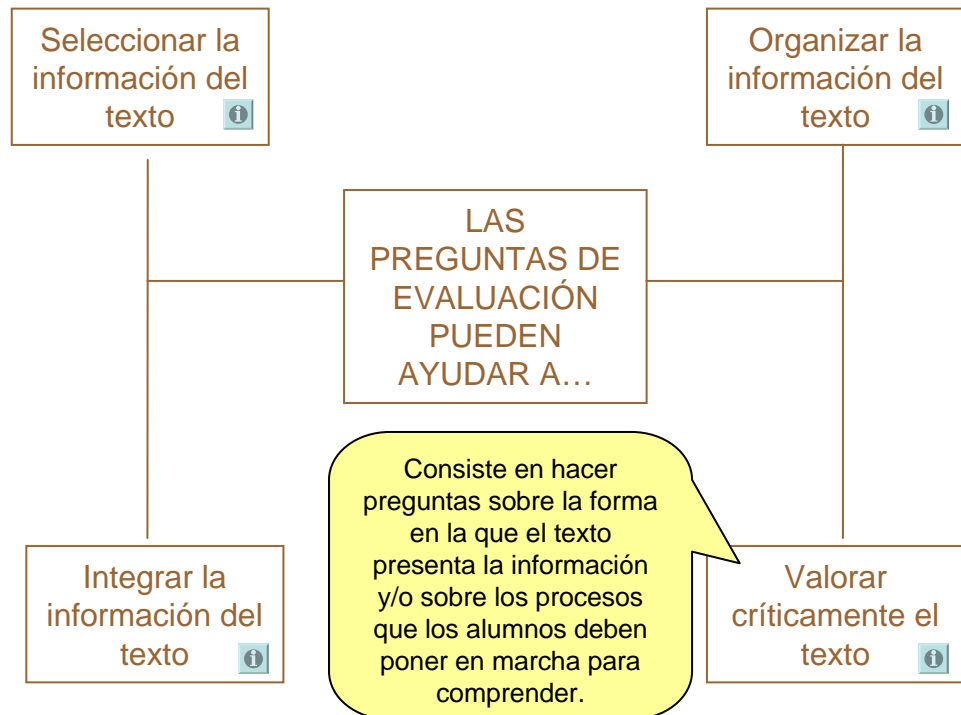 Seleccionar la
información del
texto
Organizar la
información del
texto
LAS
PREGUNTAS DE
EVALUACIÓN
PUEDEN
AYUDAR A…
Consiste en hacer
preguntas sobre la forma
en la que el texto
presenta la información
y/o sobre los procesos
que los alumnos deben
poner en marcha para
comprender.
Integrar la
información del
texto
Valorar
críticamente el
texto